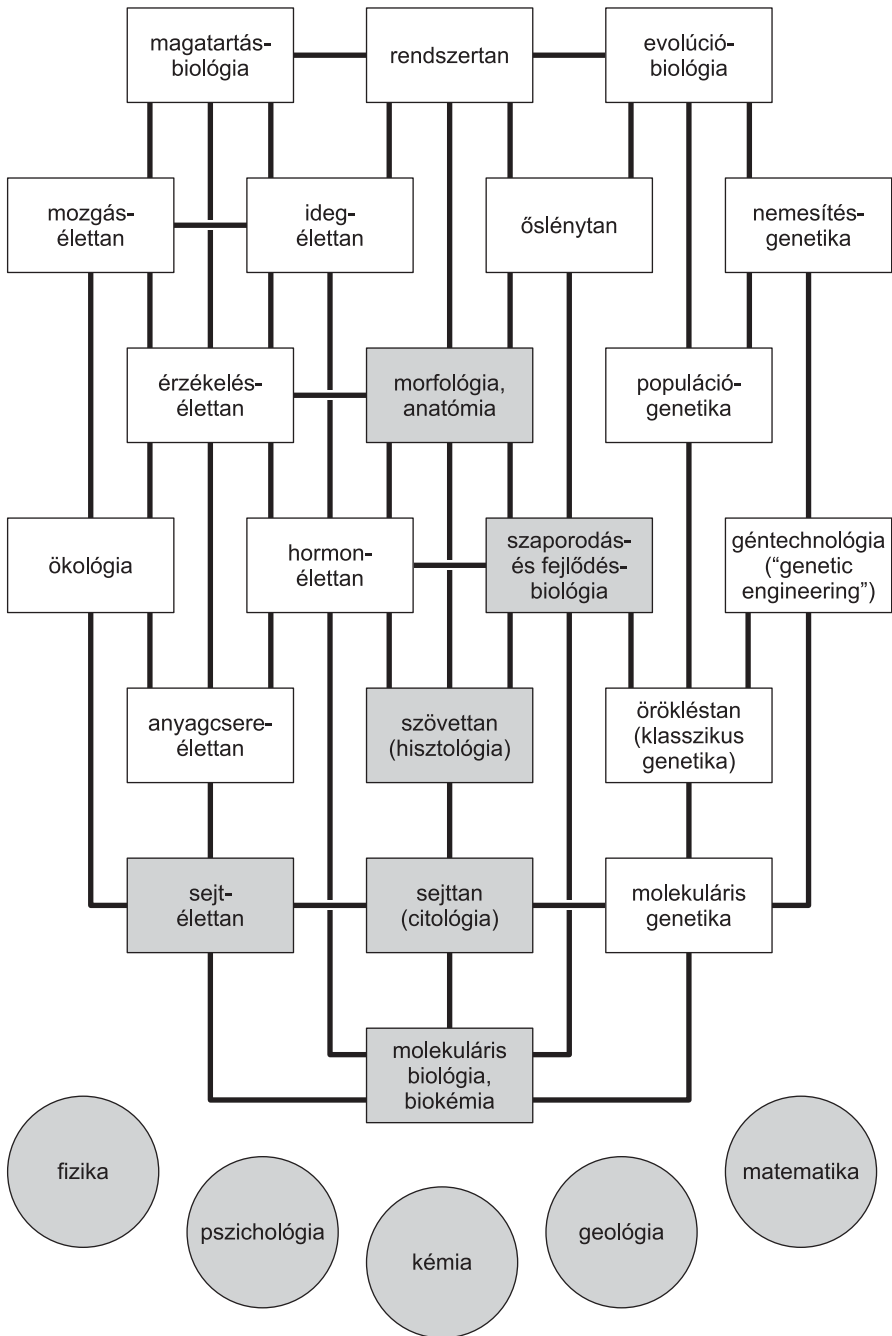 magatartás-
biológia
rendszertan
evolúció-
biológia
mozgás-
élettan
ideg-
élettan
őslénytan
nemesítés-
genetika
érzékelés-
élettan
morfológia,
anatómia
populáció-
genetika
ökológia
hormon-
élettan
szaporodás-
és fejlődés-
biológia
géntechnológia
(“genetic
engineering”)
anyagcsere-
élettan
szövettan
(hisztológia)
örökléstan
(klasszikus
genetika)
sejt-
élettan
sejttan
(citológia)
molekuláris
genetika
molekuláris
biológia,
biokémia
fizika
pszichológia
kémia
geológia
matematika